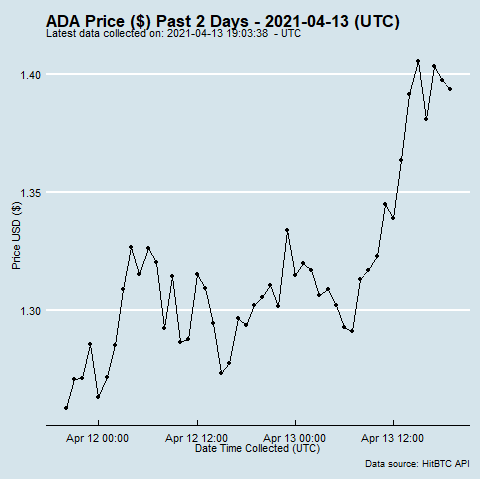 ADA Price ($) Past 2 Days - 2021-04-13 (UTC)
Latest data collected on: 2021-04-13 19:03:38  - UTC
1.40
1.35
1.30
Price USD ($)
Apr 12 00:00
Apr 12 12:00
Apr 13 00:00
Apr 13 12:00
Date Time Collected (UTC)
Data source: HitBTC API